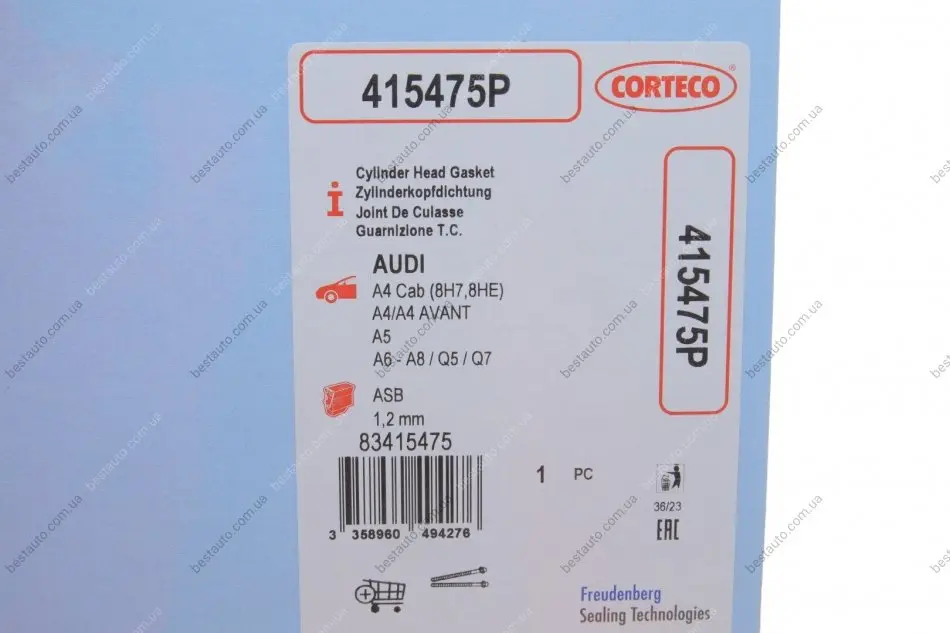 415475P
CORTECO®
Cylinder Head Gasket
Zylinderkopfdichtung
Joint De Culasse
Guarnizione T.C.
AUDI
A4 Cab (8H7,8HE)
A4/A4 AVANT
A5
A6 - A8 / Q5 / Q7
ASB
1,2 mm
83415475
3 358960 494276
1 PC
415475P
36/23
EAC
Freudenberg
Sealing Technologies
bestauto.com.ua